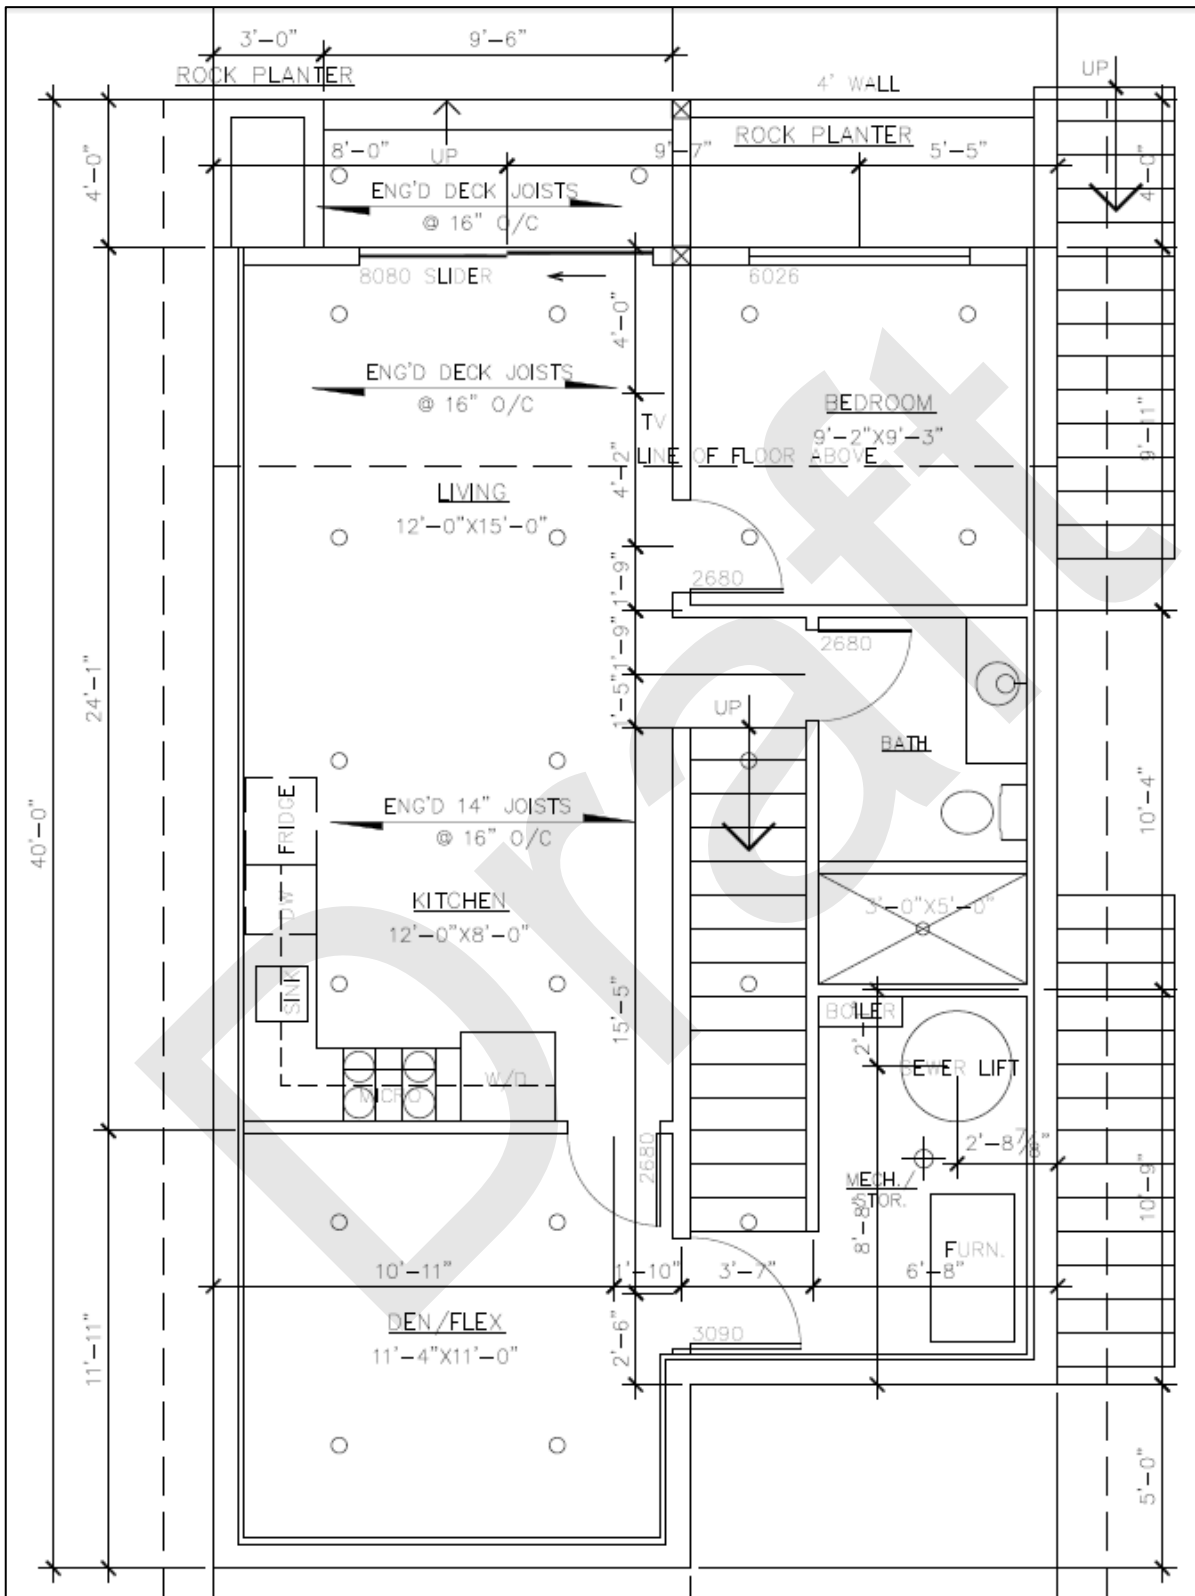 3'-0"
9'-6"
UP
ROCK PLANTER
4' WALL
ROCK PLANTER
4'-0"
8'-0"
UP
9'-7"
5'-5"
4'-0"
ENG'D DECK JOISTS
@ 16" O/C
8080 SLIDER
6026
4'-0"
ENG'D DECK JOISTS
@ 16" O/C
BEDROOM
9'-2"X9'-3"
9'-11"
TV
LINE OF FLOOR ABOVE
4'-2"
LIVING
12'-0"X15'-0"
2680
1'-9"
1'-9"
2680
24'-1"
1'-5"
UP
BATH
40'-0"
FRIDGE
ENG'D 14" JOISTS
@ 16" O/C
10'-4"
DW
KITCHEN
12'-0"X8'-0"
3'-0"X5'-0"
SINK
15'-5"
BOILER
2'-
SEWER LIFT
W/D
MICRO
2680
2'-8 7/8"
MECH./
STOR.
8'-8"
10'-9"
FURN.
10'-11"
1'-10"
3'-7"
6'-8"
DEN/FLEX
11'-4"X11'-0"
3090
2'-6"
11'-11"
5'-0"
Draft